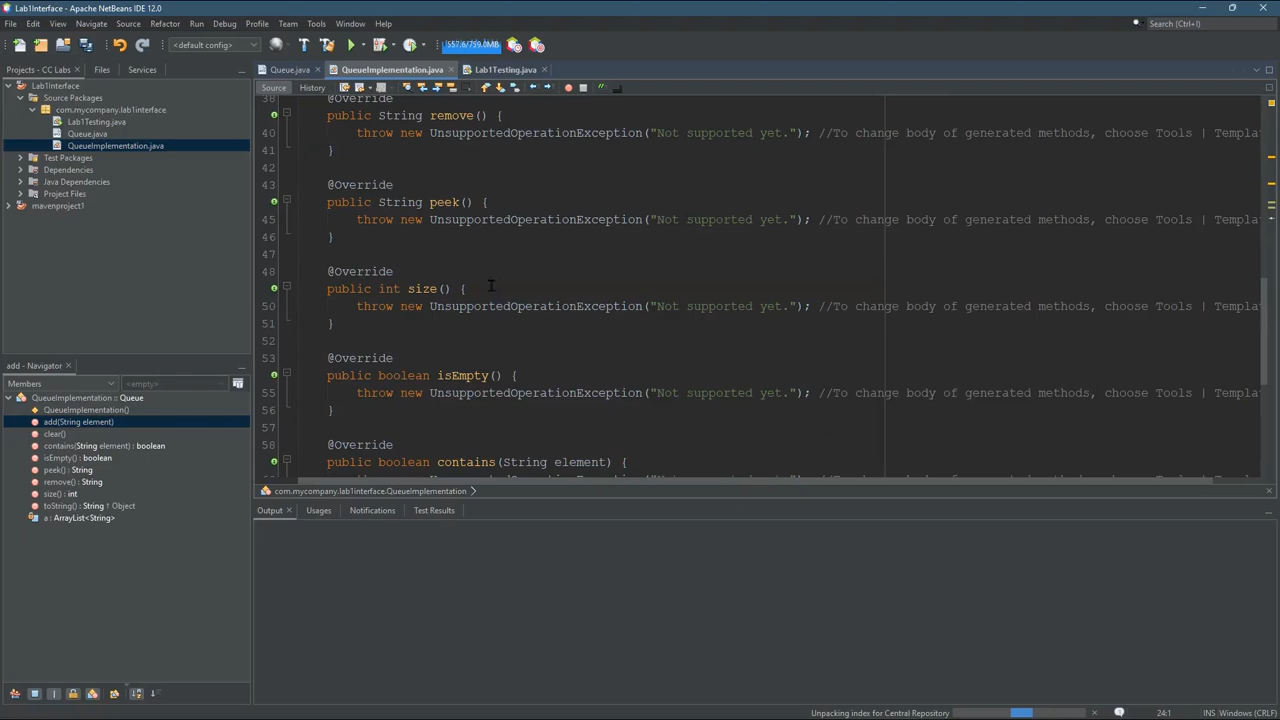 Lab1Interface - Apache NetBeans IDE 12.0
File Edit View Navigate Source Refactor Run Debug Profile Team Tools Window Help
Search (Ctrl+I)
<default config>
557.6/759.0MB
Projects - CC Labs
Files
Services
Queue.java
QueueImplementation.java
Lab1Testing.java
Source
History
Lab1Interface
Source Packages
com.mycompany.lab1interface
Lab1Testing.java
Queue.java
QueueImplementation.java
Test Packages
Dependencies
Java Dependencies
Project Files
mavenproject1
38 @Override
public String remove() {
40 throw new UnsupportedOperationException("Not supported yet."); //To change body of generated methods, choose Tools | Templa
41 }
42
43 @Override
public String peek() {
45 throw new UnsupportedOperationException("Not supported yet."); //To change body of generated methods, choose Tools | Templa
46 }
47
48 @Override
public int size() {
50 throw new UnsupportedOperationException("Not supported yet."); //To change body of generated methods, choose Tools | Templa
51 }
52
53 @Override
public boolean isEmpty() {
55 throw new UnsupportedOperationException("Not supported yet."); //To change body of generated methods, choose Tools | Templa
56 }
57
58 @Override
public boolean contains(String element) {
com.mycompany.lab1interface.QueueImplementation
add - Navigator
Members
<empty>
QueueImplementation :: Queue
QueueImplementation()
add(String element)
clear()
contains(String element) : boolean
isEmpty() : boolean
peek() : String
remove() : String
size() : int
toString() : String ↑ Object
a : ArrayList<String>
Output
Usages
Notifications
Test Results
Unpacking index for Central Repository
24:1
INS Windows (CRLF)